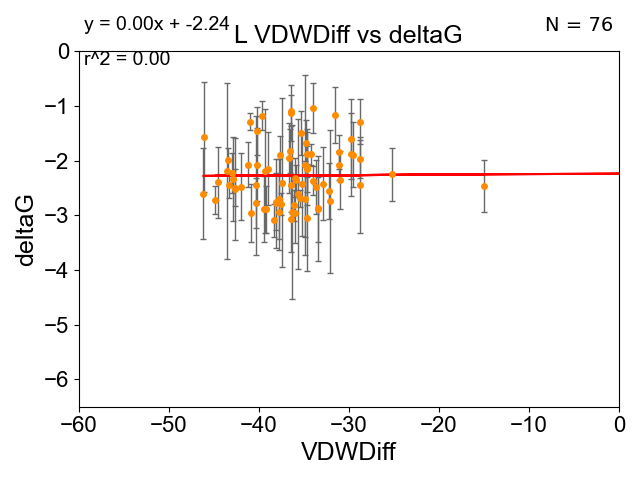 y = 0.00x + -2.24
L VDWDiff vs deltaG
N = 76
r^2 = 0.00
0
−1
−2
−3
−4
−5
−6
deltaG
−60
−50
−40
−30
−20
−10
0
VDWDiff